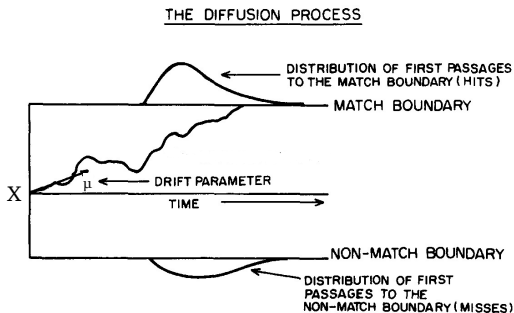 THE DIFFUSION PROCESS
DISTRIBUTION OF FIRST PASSAGES
TO THE MATCH BOUNDARY (HITS)
MATCH BOUNDARY
μ
DRIFT PARAMETER
X
TIME
NON-MATCH BOUNDARY
DISTRIBUTION OF FIRST
PASSAGES TO THE
NON-MATCH BOUNDARY (MISSES)